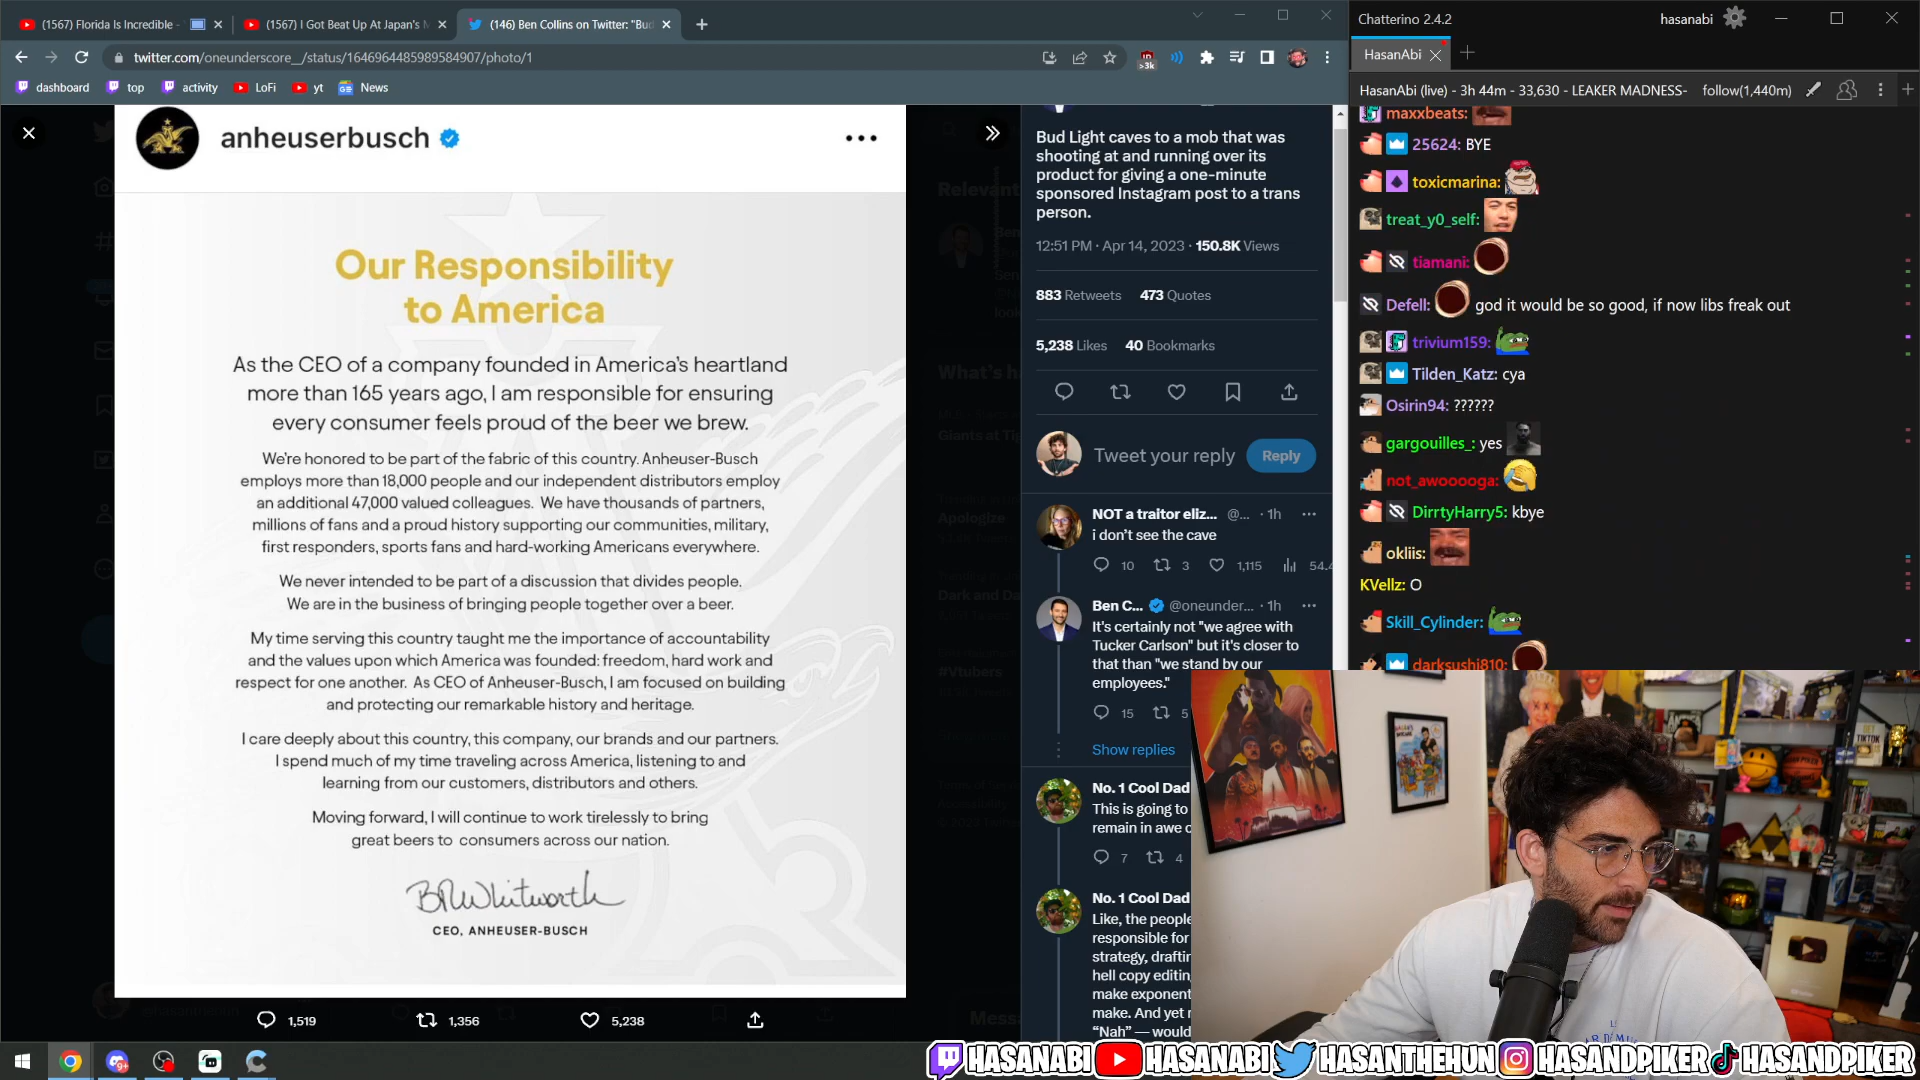 (1567) Florida Is Incredible -
(1567) I Got Beat Up At Japan's M
(146) Ben Collins on Twitter: "Bud
twitter.com/oneunderscore__/status/1646964485989584907/photo/1
>3k
dashboard
top
activity
LoFi
yt
News
anheuserbusch
Our Responsibility
to America
As the CEO of a company founded in America's heartland
more than 165 years ago, I am responsible for ensuring
every consumer feels proud of the beer we brew.
We're honored to be part of the fabric of this country. Anheuser-Busch
employs more than 18,000 people and our independent distributors employ
an additional 47,000 valued colleagues. We have thousands of partners,
millions of fans and a proud history supporting our communities, military,
first responders, sports fans and hard-working Americans everywhere.
We never intended to be part of a discussion that divides people.
We are in the business of bringing people together over a beer.
My time serving this country taught me the importance of accountability
and the values upon which America was founded: freedom, hard work and
respect for one another. As CEO of Anheuser-Busch, I am focused on building
and protecting our remarkable history and heritage.
I care deeply about this country, this company, our brands and our partners.
I spend much of my time traveling across America, listening to and
learning from our customers, distributors and others.
Moving forward, I will continue to work tirelessly to bring
great beers to consumers across our nation.
CEO, ANHEUSER-BUSCH
1,519
1,356
5,238
Bud Light caves to a mob that was
shooting at and running over its
product for giving a one-minute
sponsored Instagram post to a trans
person.
12:51 PM · Apr 14, 2023 · 150.8K Views
883 Retweets 473 Quotes
5,238 Likes 40 Bookmarks
Tweet your reply
Reply
NOT a traitor eliz... @... · 1h
i don't see the cave
10 3 1,115 54.4
Ben C... @oneunder... · 1h
It's certainly not "we agree with
Tucker Carlson" but it's closer to
that than "we stand by our
employees."
15 5
Show replies
No. 1 Cool Dad
This is going to
remain in awe o
7 4
No. 1 Cool Dad
Like, the people
responsible for
strategy, draftin
hell copy editing
make exponent
make. And yet
"Nah" — would
Chatterino 2.4.2
hasanabi
HasanAbi
HasanAbi (live) - 3h 44m - 33,630 - LEAKER MADNESS-
follow(1,440m)
maxxbeats:
25624: BYE
toxicmarina:
treat_y0_self:
tiamani:
Defell: god it would be so good, if now libs freak out
trivium159:
Tilden_Katz: cya
Osirin94: ??????
gargouilles_: yes
not_awooooga:
DirrtyHarry5: kbye
okliis:
KVellz: O
Skill_Cylinder:
darksushi810:
HASANABI HASANABI HASANTHEHUN HASANDPIKER HASANDPIKER